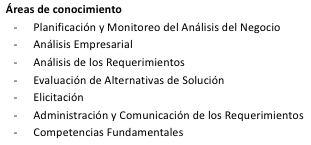 Áreas de conocimiento
- Planificación y Monitoreo del Análisis del Negocio
- Análisis Empresarial
- Análisis de los Requerimientos
- Evaluación de Alternativas de Solución
- Elicitación
- Administración y Comunicación de los Requerimientos
- Competencias Fundamentales